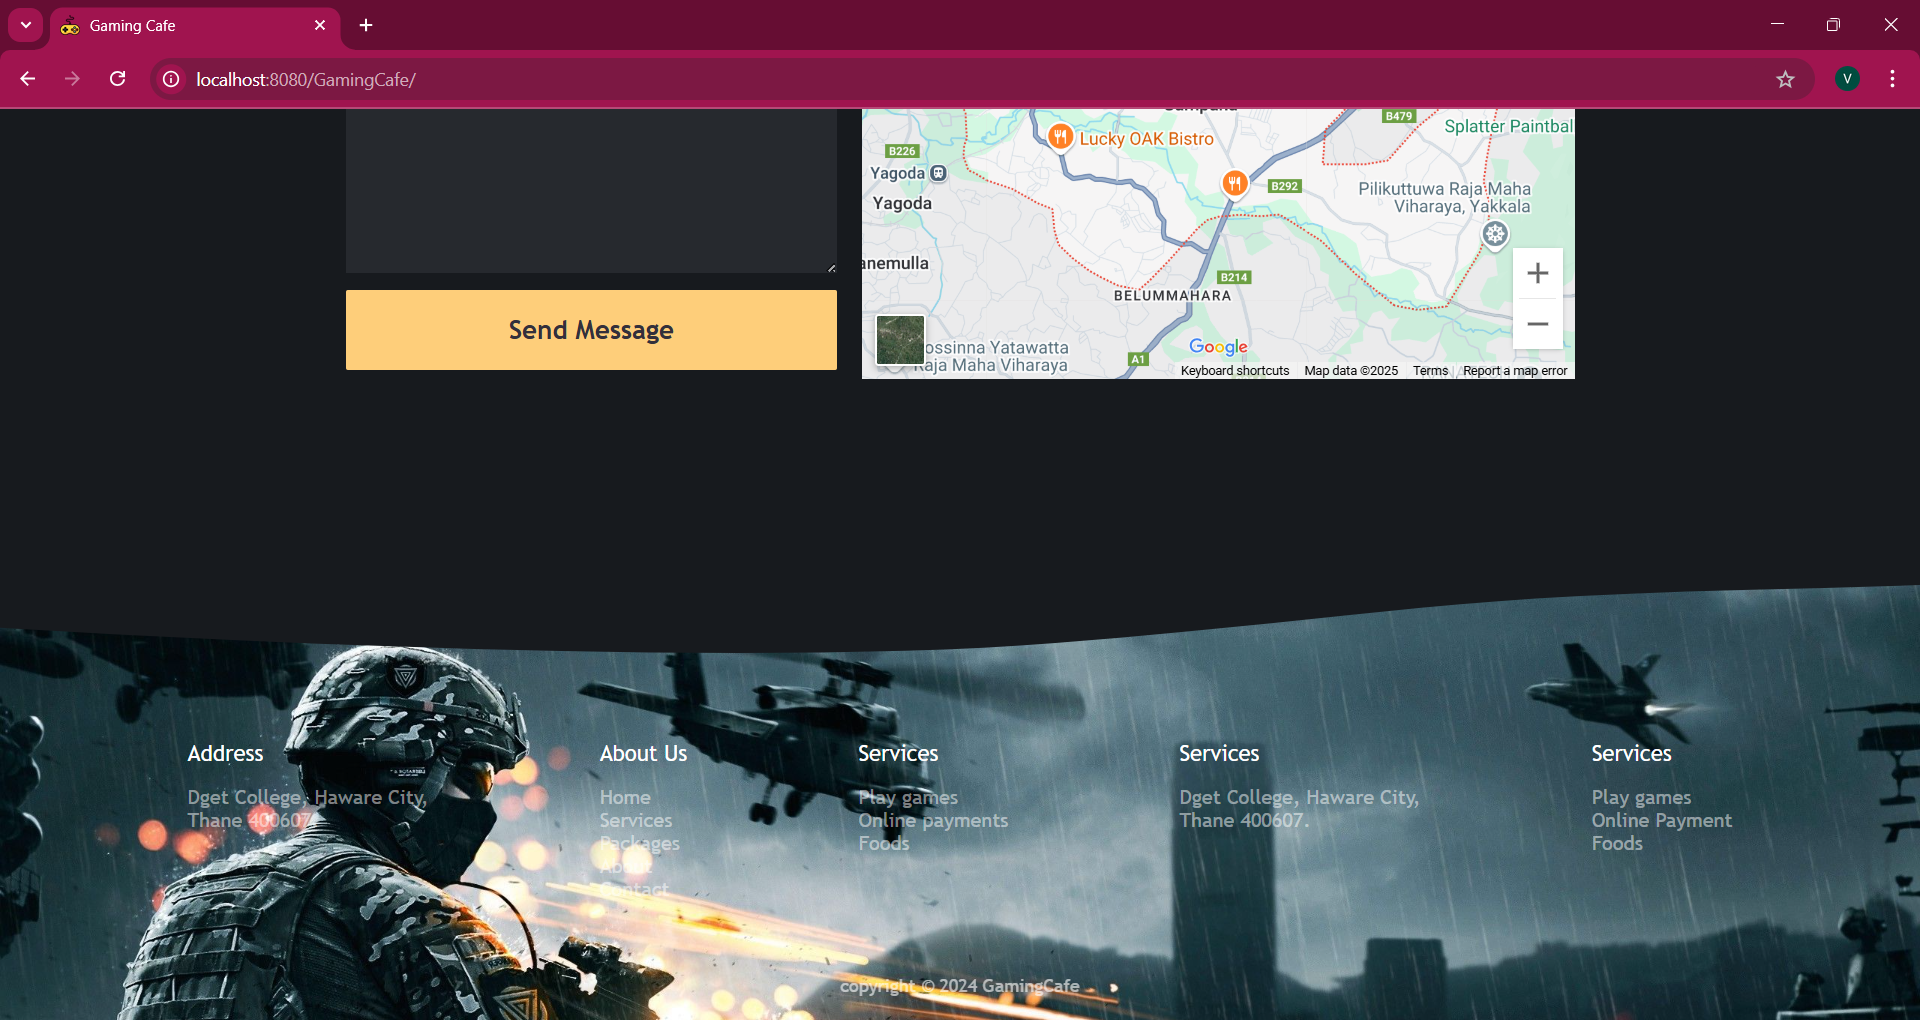 Gaming Cafe
localhost:8080/GamingCafe/
V
B479
Splatter Paintbal
Lucky OAK Bistro
B226
Yagoda
Yagoda
B292
Pilikuttuwa Raja Maha
Viharaya, Yakkala
anemulla
B214
BELUMMAHARA
Send Message
Google
ossinna Yatawatta
Raja Maha Viharaya
A1
Keyboard shortcuts Map data ©2025 Terms Report a map error
Address
Dget College, Haware City,
Thane 400607
About Us
Home
Services
Packages
About
Contact
Services
Play games
Online payments
Foods
Services
Dget College, Haware City,
Thane 400607.
Services
Play games
Online Payment
Foods
copyright © 2024 GamingCafe